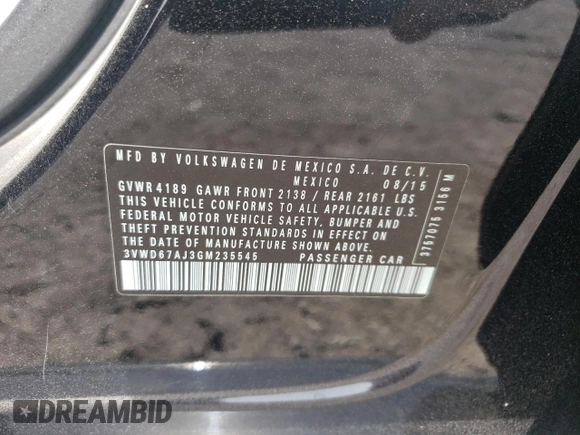 MFD BY VOLKSWAGEN DE MEXICO S.A. DE C.V.
MEXICO 08/15
GVWR 4189 GAWR FRONT 2138 / REAR 2161 LBS
THIS VEHICLE CONFORMS TO ALL APPLICABLE U.S.
FEDERAL MOTOR VEHICLE SAFETY, BUMPER AND
THEFT PREVENTION STANDARDS IN EFFECT ON
THE DATE OF MANUFACTURE SHOWN ABOVE.
3VWD67AJ3GM235545 PASSENGER CAR
3757075 3156 M
DREAMBID